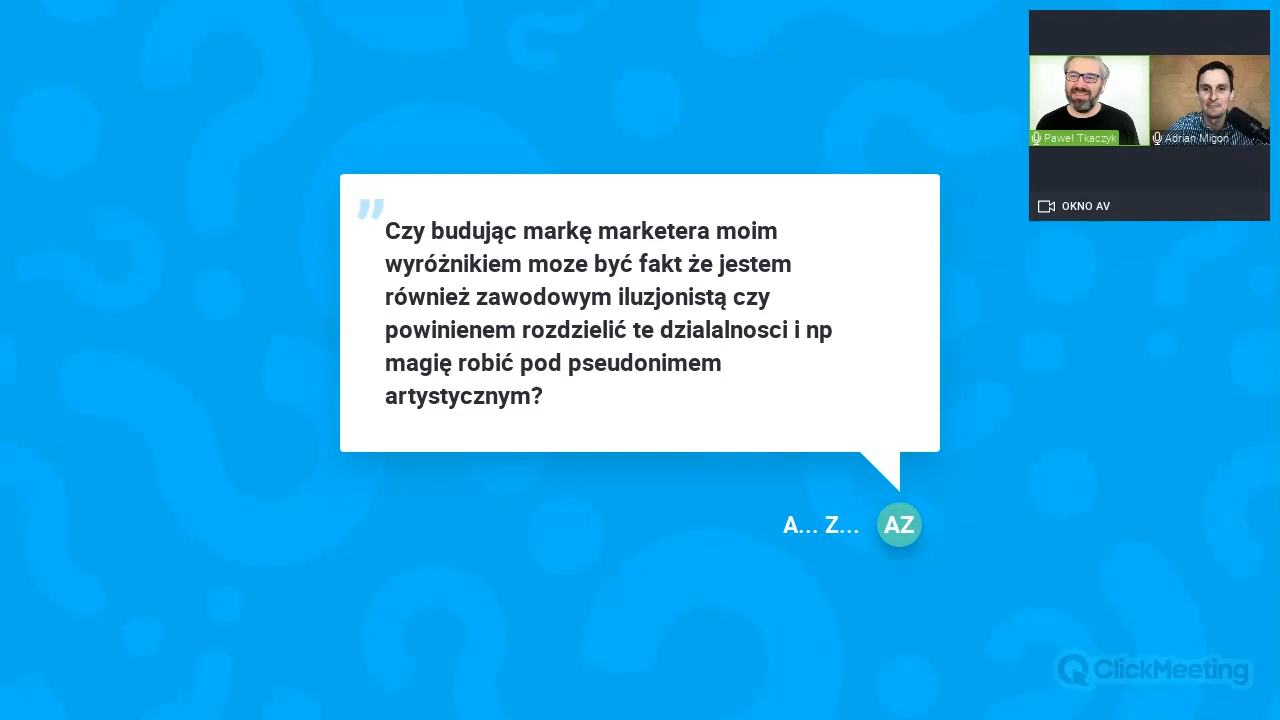 Paweł Tkaczyk
Adrian Migoń
OKNO AV
”
Czy budując markę marketera moim
wyróżnikiem moze być fakt że jestem
również zawodowym iluzjonistą czy
powinienem rozdzielić te dzialalnosci i np
magię robić pod pseudonimem
artystycznym?
A... Z...
AZ
ClickMeeting